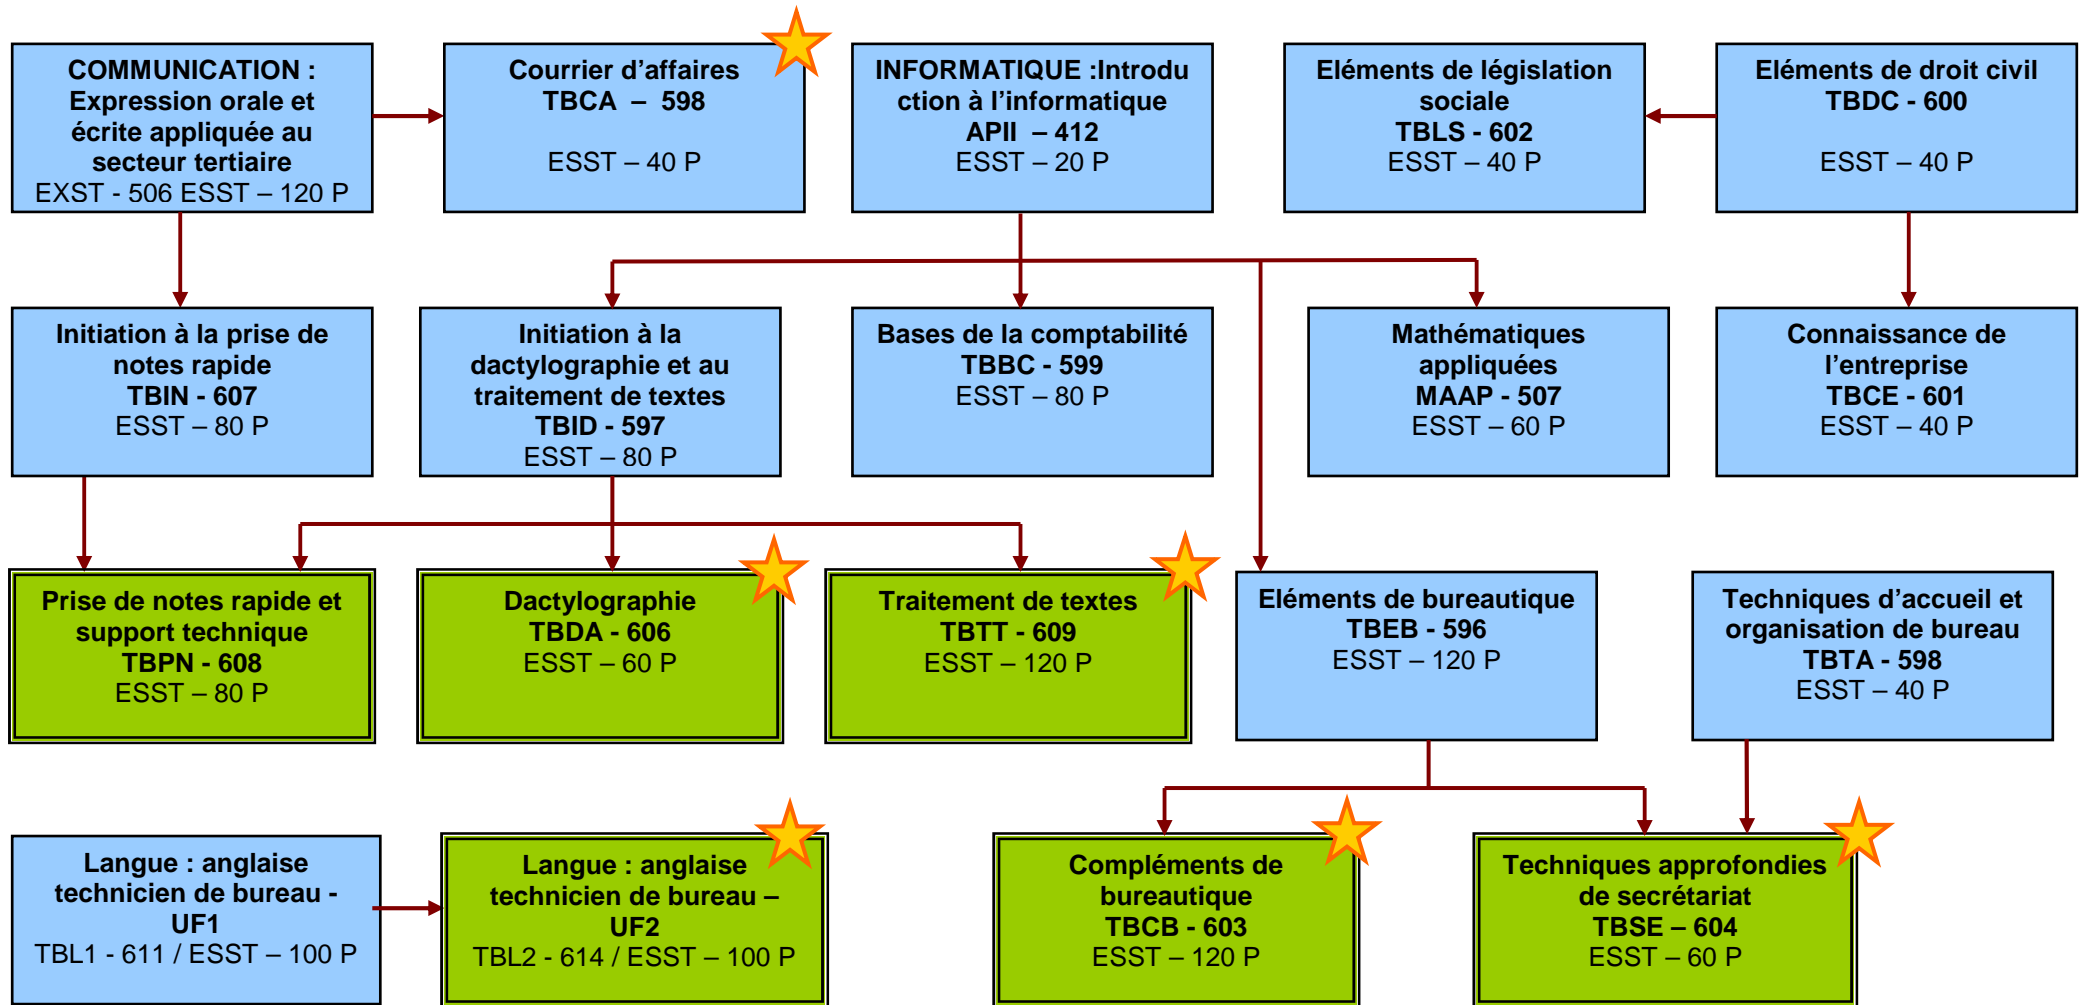 COMMUNICATION :
Expression orale et
écrite appliquée au
secteur tertiaire
EXST - 506 ESST – 120 P
Courrier d’affaires
TBCA – 598
ESST – 40 P
INFORMATIQUE :Introdu
ction à l’informatique
APII – 412
ESST – 20 P
Eléments de législation
sociale
TBLS - 602
ESST – 40 P
Eléments de droit civil
TBDC - 600
ESST – 40 P
Initiation à la prise de
notes rapide
TBIN - 607
ESST – 80 P
Initiation à la
dactylographie et au
traitement de textes
TBID - 597
ESST – 80 P
Bases de la comptabilité
TBBC - 599
ESST – 80 P
Mathématiques
appliquées
MAAP - 507
ESST – 60 P
Connaissance de
l’entreprise
TBCE - 601
ESST – 40 P
Prise de notes rapide et
support technique
TBPN - 608
ESST – 80 P
Dactylographie
TBDA - 606
ESST – 60 P
Traitement de textes
TBTT - 609
ESST – 120 P
Eléments de bureautique
TBEB - 596
ESST – 120 P
Techniques d’accueil et
organisation de bureau
TBTA - 598
ESST – 40 P
Langue : anglaise
technicien de bureau -
UF1
TBL1 - 611 / ESST – 100 P
Langue : anglaise
technicien de bureau –
UF2
TBL2 - 614 / ESST – 100 P
Compléments de
bureautique
TBCB - 603
ESST – 120 P
Techniques approfondies
de secrétariat
TBSE – 604
ESST – 60 P